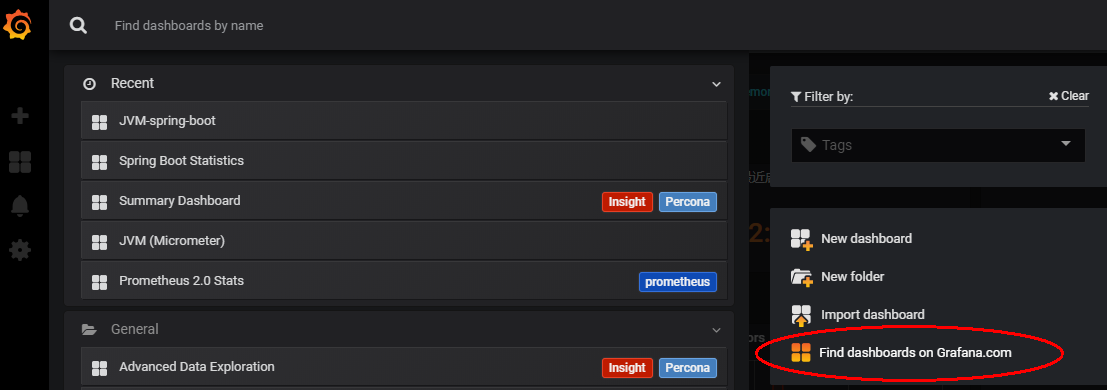 Find dashboards by name
Recent
JVM-spring-boot
Spring Boot Statistics
Summary Dashboard Insight Percona
JVM (Micrometer)
Prometheus 2.0 Stats prometheus
General
Advanced Data Exploration Insight Percona
Filter by: Clear
Tags
New dashboard
New folder
Import dashboard
Find dashboards on Grafana.com